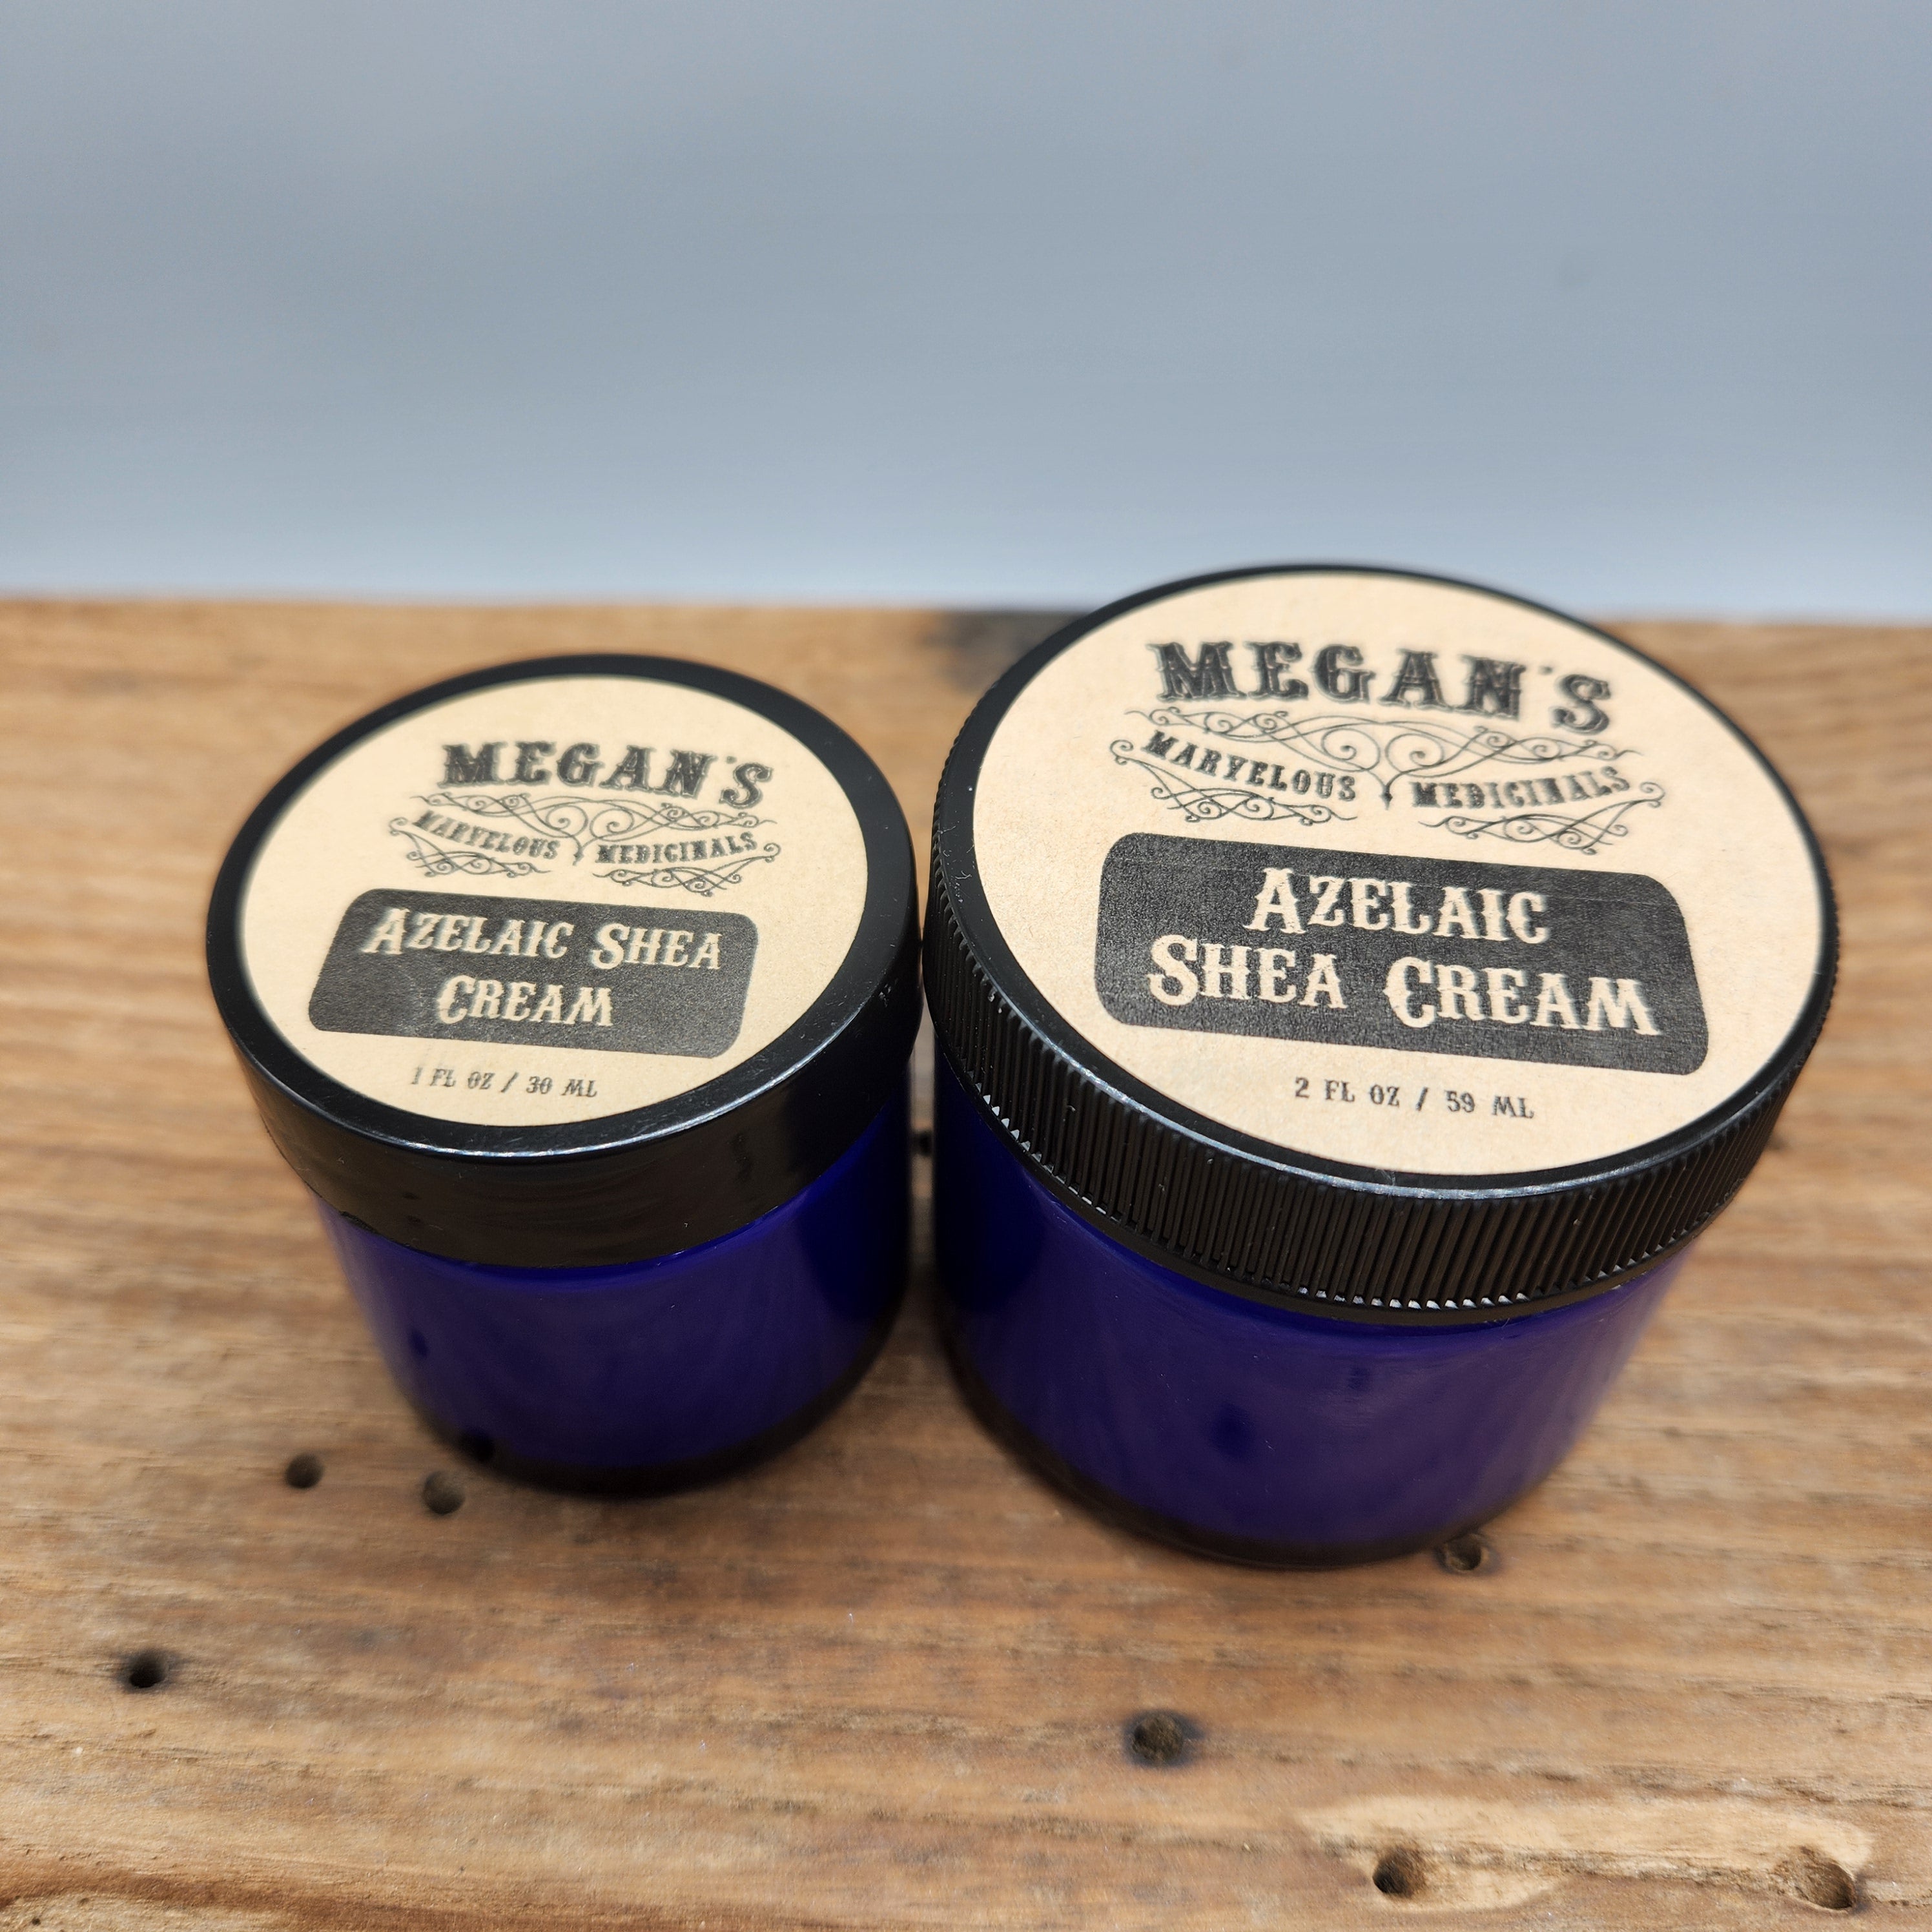 MEGAN'S
MARVELOUS MEDICINALS
AZELAIC SHEA
CREAM
1 FL OZ / 30 ML
MEGAN'S
MARVELOUS MEDICINALS
AZELAIC
SHEA CREAM
2 FL OZ / 59 ML